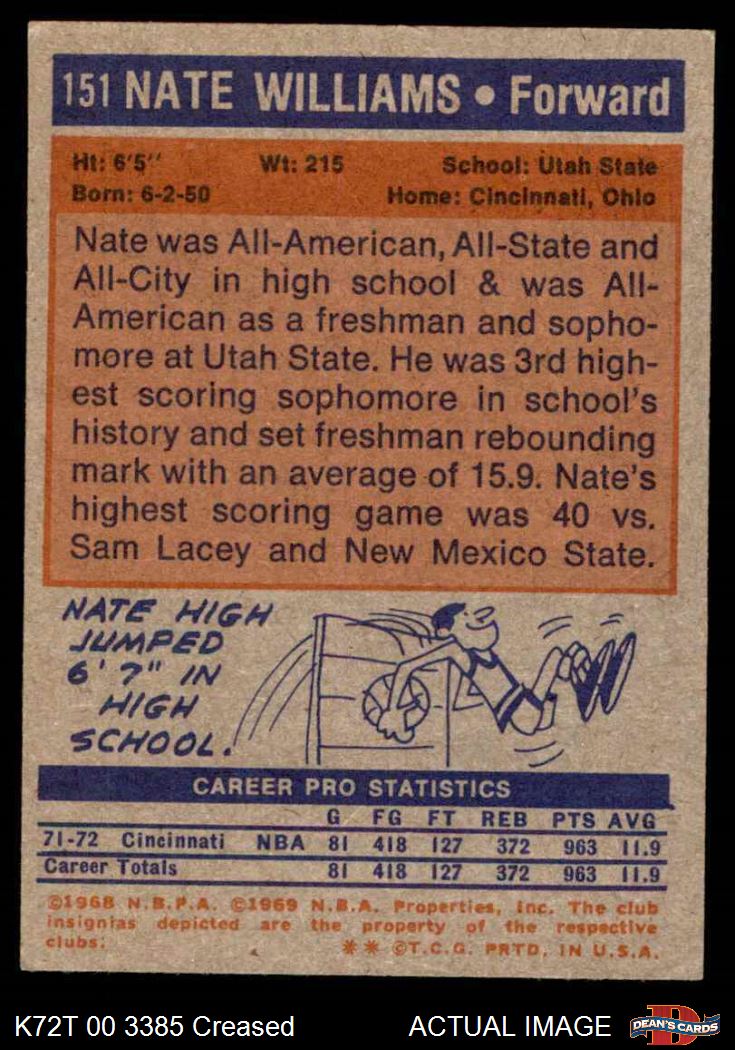 151 NATE WILLIAMS • Forward
Ht: 6'5'' Wt: 215 School: Utah State
Born: 6-2-50 Home: Cincinnati, Ohio
Nate was All-American, All-State and
All-City in high school & was All-
American as a freshman and sopho-
more at Utah State. He was 3rd high-
est scoring sophomore in school's
history and set freshman rebounding
mark with an average of 15.9. Nate's
highest scoring game was 40 vs.
Sam Lacey and New Mexico State.
NATE HIGH
JUMPED
6' 7" IN
HIGH
SCHOOL.
CAREER PRO STATISTICS
G FG FT REB PTS AVG
71-72 Cincinnati NBA 81 418 127 372 963 11.9
Career Totals 81 418 127 372 963 11.9
©1968 N.B.P.A. ©1969 N.B.A. Properties, Inc. The club
insignias depicted are the property of the respective
clubs. ** ©T.C.G. PRTD. IN U.S.A.
K72T 00 3385 Creased ACTUAL IMAGE
D
DEAN'S CARDS